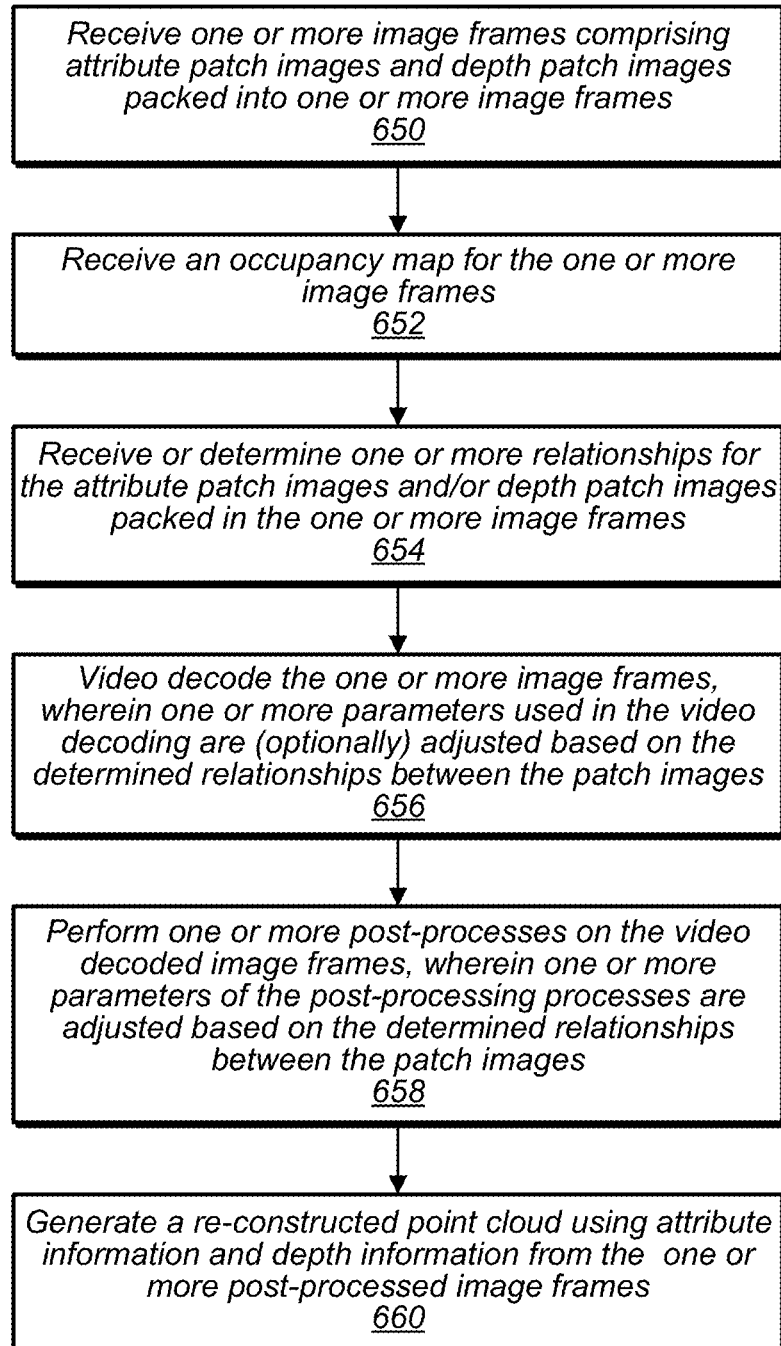 Receive one or more image frames comprising
attribute patch images and depth patch images
packed into one or more image frames
650
Receive an occupancy map for the one or more
image frames
652
Receive or determine one or more relationships for
the attribute patch images and/or depth patch images
packed in the one or more image frames
654
Video decode the one or more image frames,
wherein one or more parameters used in the video
decoding are (optionally) adjusted based on the
determined relationships between the patch images
656
Perform one or more post-processes on the video
decoded image frames, wherein one or more
parameters of the post-processing processes are
adjusted based on the determined relationships
between the patch images
658
Generate a re-constructed point cloud using attribute
information and depth information from the one or
more post-processed image frames
660